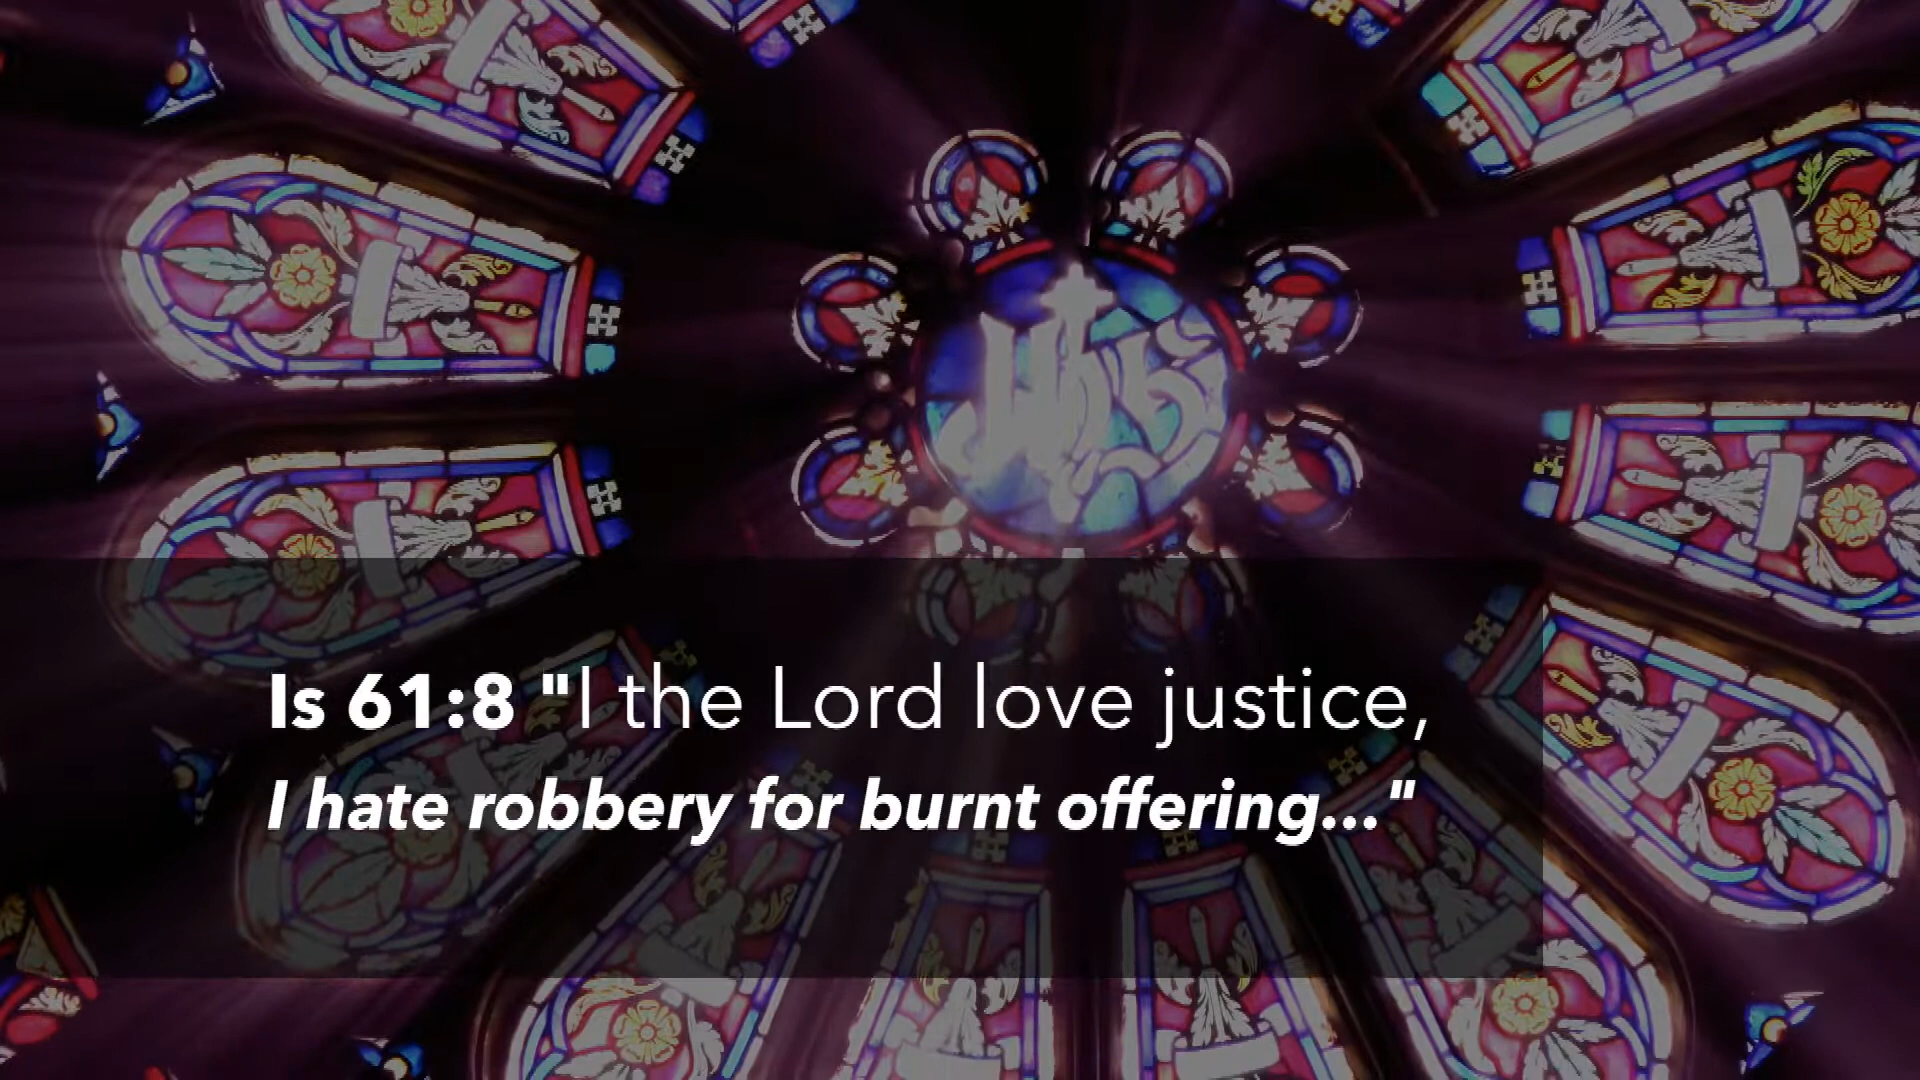 Is 61:8 "I the Lord love justice,
I hate robbery for burnt offering..."